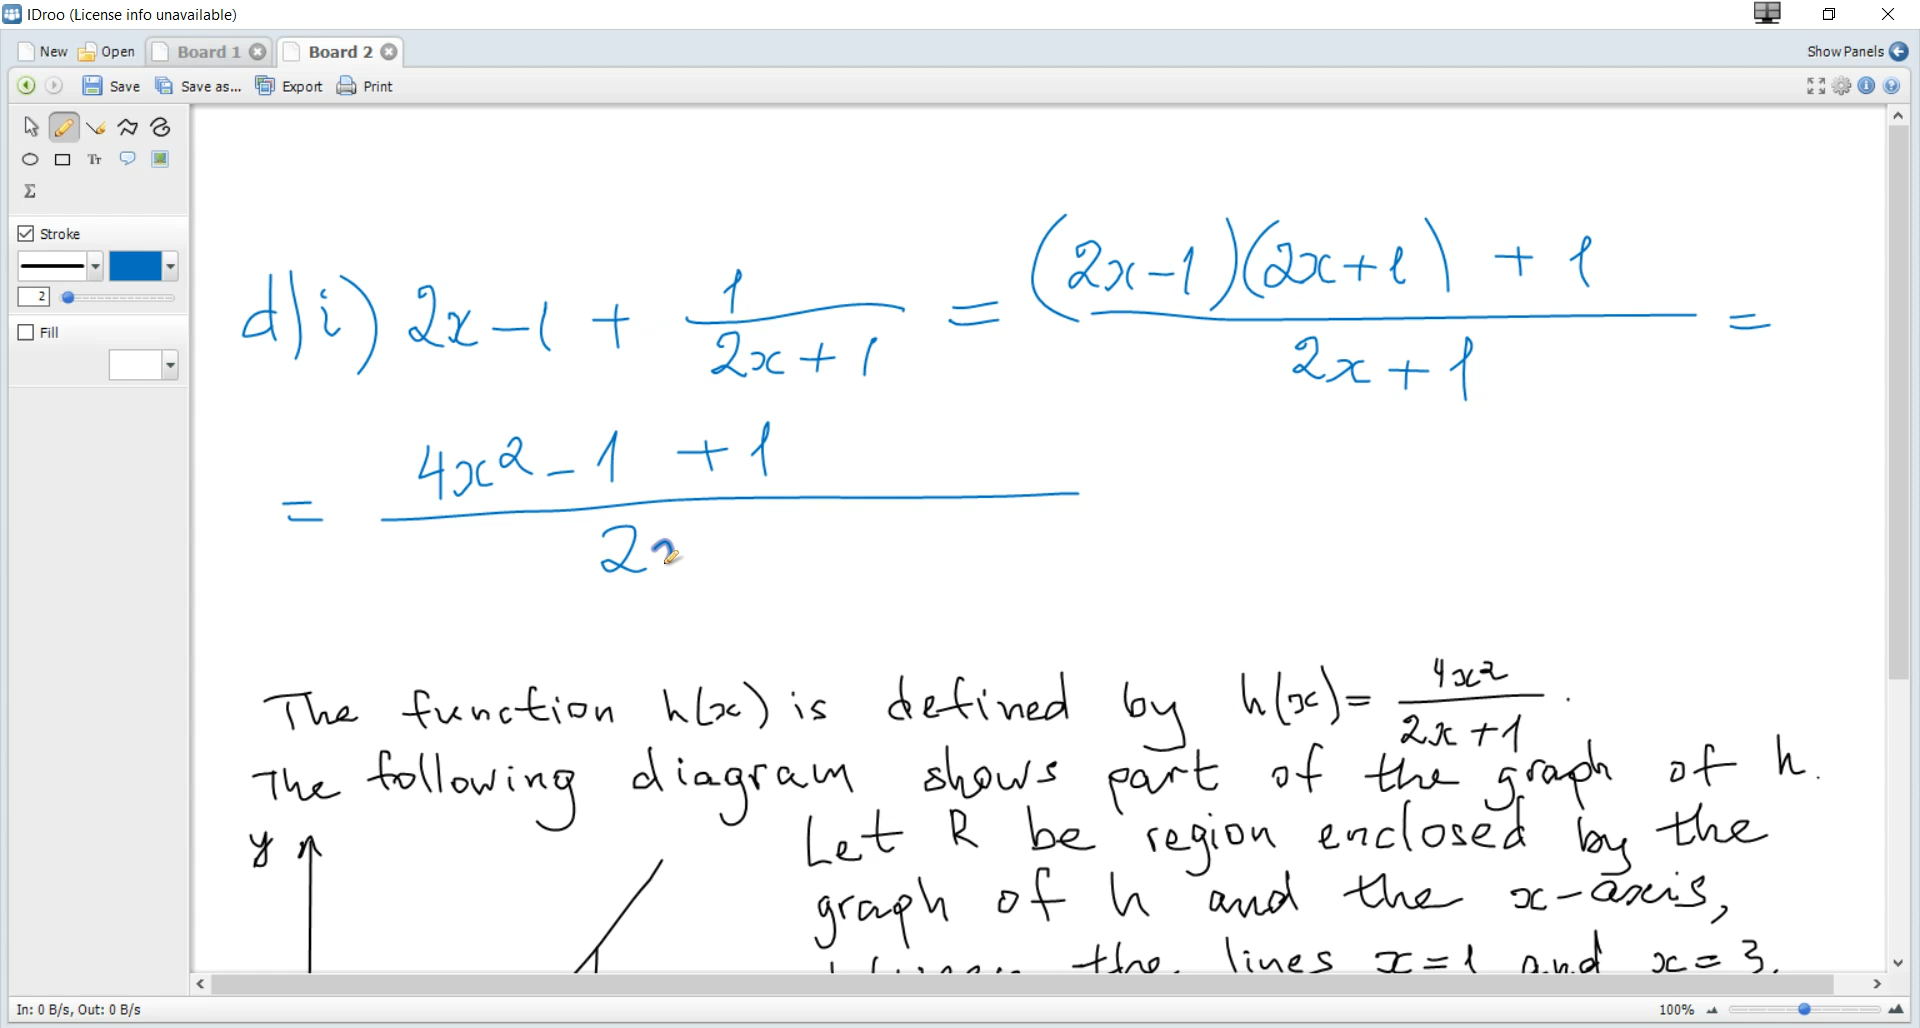 IDroo (License info unavailable)
New Open Board 1 Board 2 Show Panels
Save Save as... Export Print
Stroke
2
Fill
d)i) 2x-1 + 1/(2x+1) = ((2x-1)(2x+1) + 1)/(2x+1) =
= (4x² - 1 + 1)/2
The function h(x) is defined by h(x)= 4x²/(2x+1).
The following diagram shows part of the graph of h.
y Let R be region enclosed by the
graph of h and the x-axis,
the lines x=1 and x=3.
In: 0 B/s, Out: 0 B/s 100%